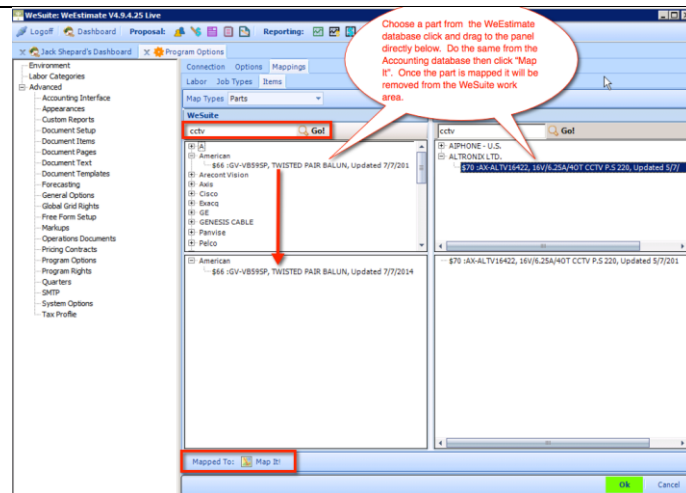 WeSuite: WeEstimate V4.9.4.25 Live
Logoff Dashboard Proposal: Reporting:
Jack Shepard's Dashboard Program Options
Choose a part from the WeEstimate
database click and drag to the panel
directly below. Do the same from the
Accounting database then click "Map
It". Once the part is mapped it will be
removed from the WeSuite work
area.
Environment
Labor Categories
Advanced
Accounting Interface
Appearances
Custom Reports
Document Setup
Document Items
Document Pages
Document Text
Document Templates
Forecasting
General Options
Global Grid Rights
Free Form Setup
Markups
Operations Documents
Pricing Contracts
Program Options
Program Rights
Quarters
SMTP
System Options
Tax Profile
Connection Options Mappings
Labor Job Types Items
Map Types Parts
WeSuite
cctv Go!
A
American
$66 :GV-VB59SP, TWISTED PAIR BALUN, Updated 7/7/201
Arecont Vision
Axis
Cisco
Exacq
GE
GENESIS CABLE
Panvise
Pelco
cctv Go!
AIPHONE - U.S.
ALTRONIX LTD.
$70 :AX-ALTV16422, 16V/6.25A/4OT CCTV P.S 220, Updated 5/7/
American
$66 :GV-VB59SP, TWISTED PAIR BALUN, Updated 7/7/2014
$70 :AX-ALTV16422, 16V/6.25A/4OT CCTV P.S 220, Updated 5/7/201
Mapped To: Map It!
Ok Cancel